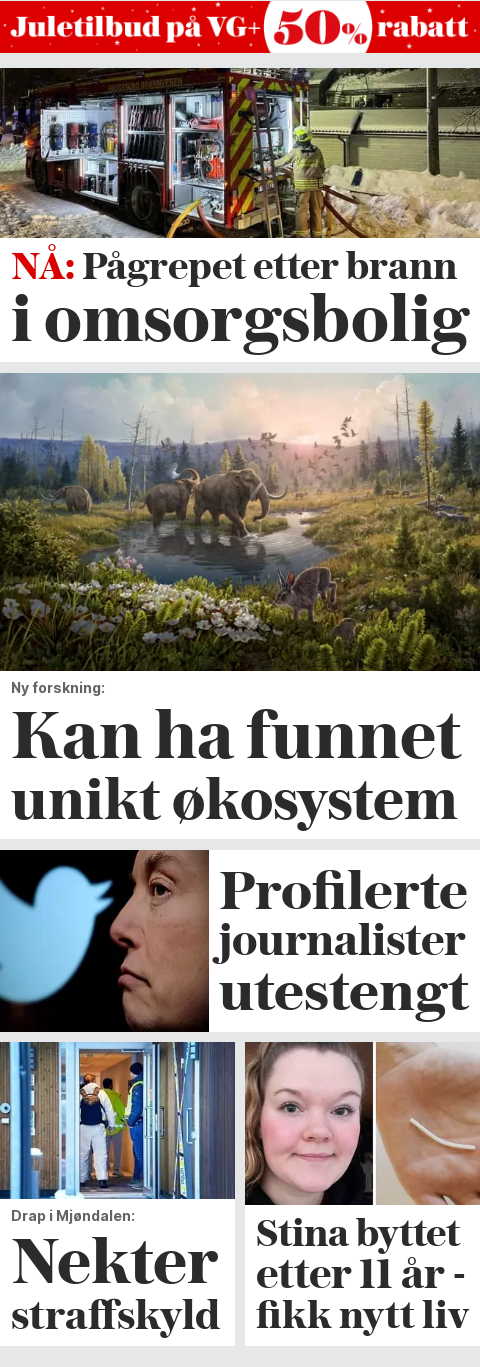 Juletilbud på VG+ 50% rabatt
NÅ: Pågrepet etter brann
i omsorgsbolig
Ny forskning:
Kan ha funnet
unikt økosystem
Profilerte
journalister
utestengt
Drap i Mjøndalen:
Nekter
straffskyld
Stina byttet
etter 11 år -
fikk nytt liv